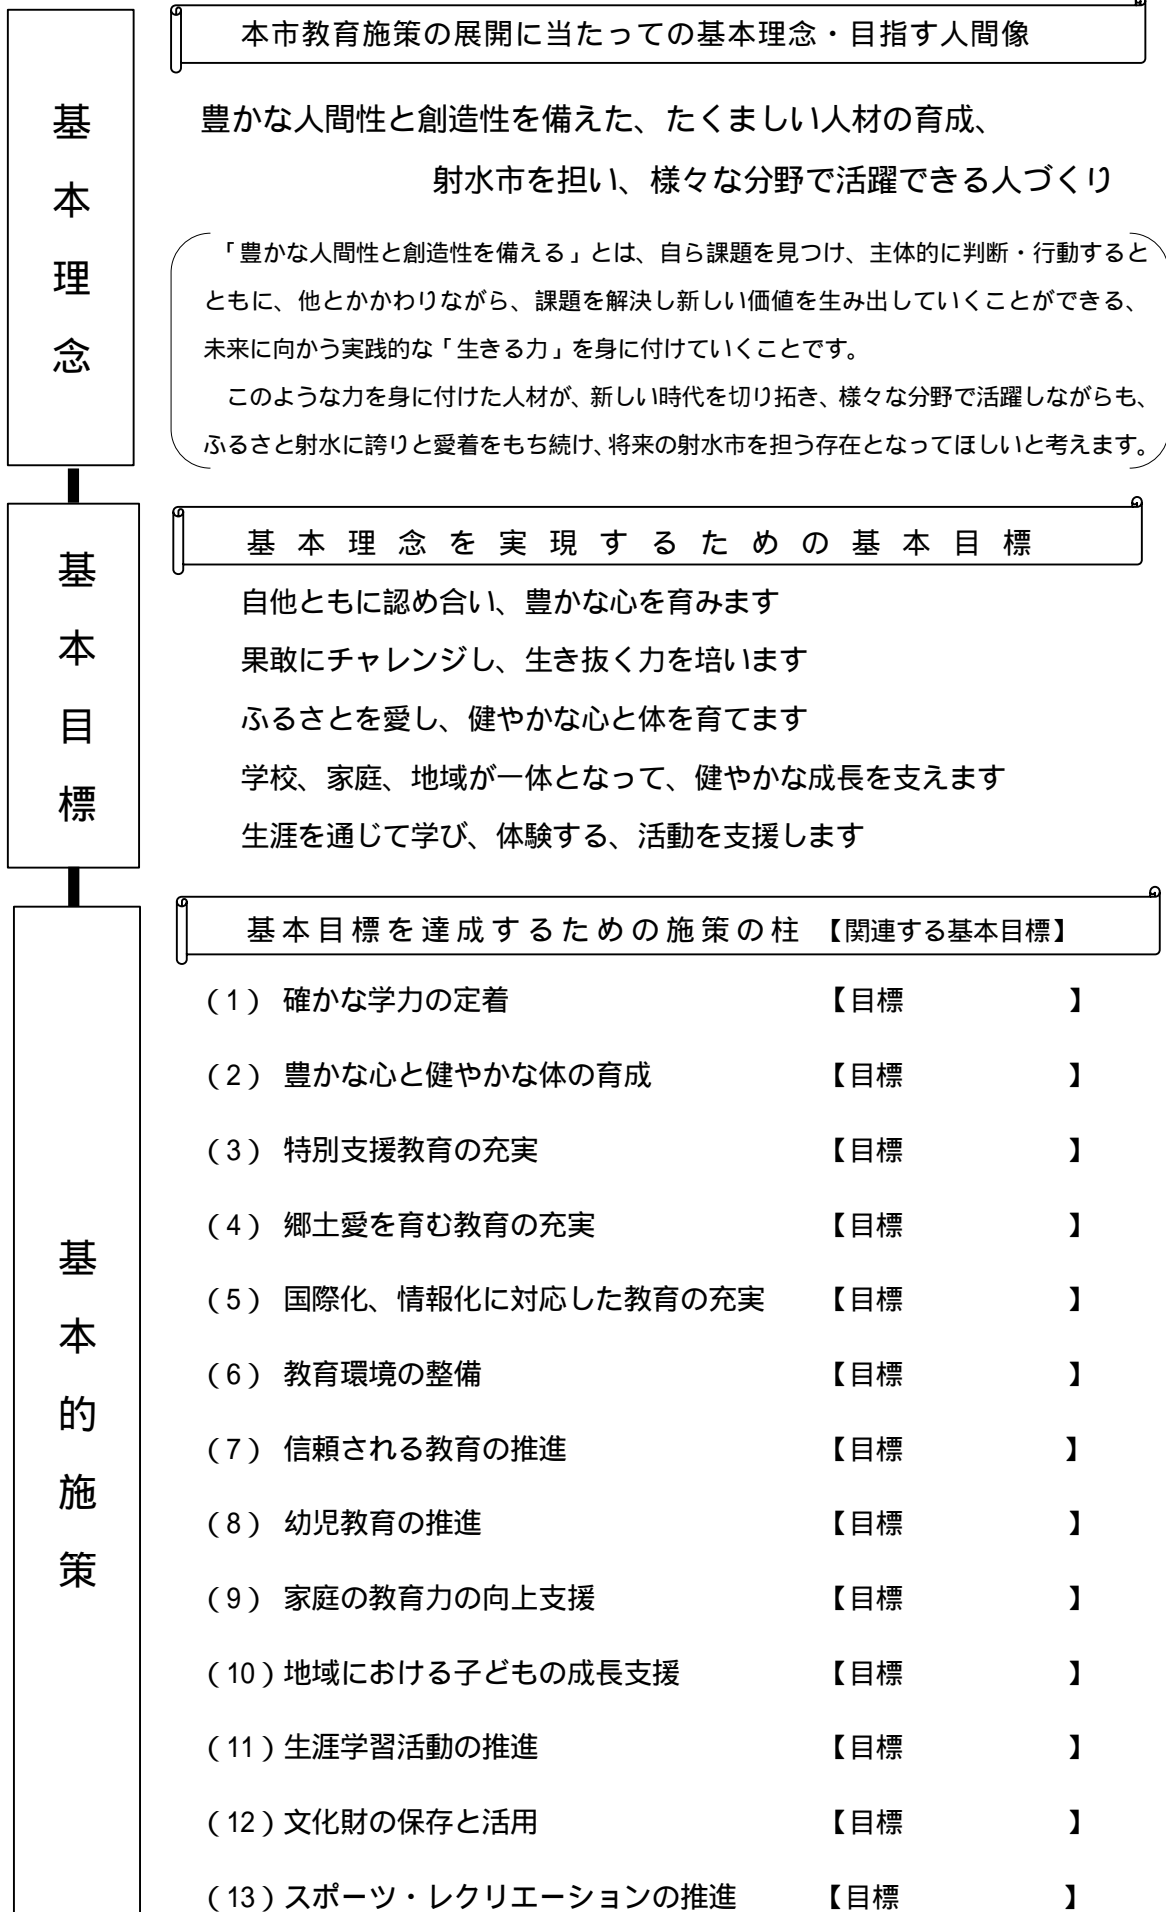 基本理念
本市教育施策の展開に当たっての基本理念・目指す人間像
豊かな人間性と創造性を備えた、たくましい人材の育成、
射水市を担い、様々な分野で活躍できる人づくり
「豊かな人間性と創造性を備える」とは、自ら課題を見つけ、主体的に判断・行動すると
ともに、他とかかわりながら、課題を解決し新しい価値を生み出していくことができる、
未来に向かう実践的な「生きる力」を身に付けていくことです。
このような力を身に付けた人材が、新しい時代を切り拓き、様々な分野で活躍しながらも、
ふるさと射水に誇りと愛着をもち続け、将来の射水市を担う存在となってほしいと考えます。
基本目標
基本理念を実現するための基本目標
自他ともに認め合い、豊かな心を育みます
果敢にチャレンジし、生き抜く力を培います
ふるさとを愛し、健やかな心と体を育てます
学校、家庭、地域が一体となって、健やかな成長を支えます
生涯を通じて学び、体験する、活動を支援します
基本的施策
基本目標を達成するための施策の柱 【関連する基本目標】
（1） 確かな学力の定着 【目標 】
（2） 豊かな心と健やかな体の育成 【目標 】
（3） 特別支援教育の充実 【目標 】
（4） 郷土愛を育む教育の充実 【目標 】
（5） 国際化、情報化に対応した教育の充実 【目標 】
（6） 教育環境の整備 【目標 】
（7） 信頼される教育の推進 【目標 】
（8） 幼児教育の推進 【目標 】
（9） 家庭の教育力の向上支援 【目標 】
（10）地域における子どもの成長支援 【目標 】
（11）生涯学習活動の推進 【目標 】
（12）文化財の保存と活用 【目標 】
（13）スポーツ・レクリエーションの推進 【目標 】